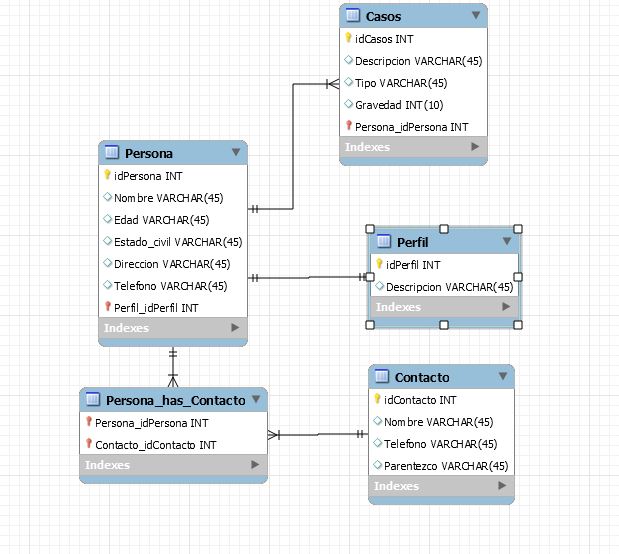 Casos
idCasos INT
Descripcion VARCHAR(45)
Tipo VARCHAR(45)
Gravedad INT(10)
Persona_idPersona INT
Indexes
Persona
idPersona INT
Nombre VARCHAR(45)
Edad VARCHAR(45)
Estado_civil VARCHAR(45)
Direccion VARCHAR(45)
Telefono VARCHAR(45)
Perfil_idPerfil INT
Indexes
Perfil
idPerfil INT
Descripcion VARCHAR(45)
Indexes
Persona_has_Contacto
Persona_idPersona INT
Contacto_idContacto INT
Indexes
Contacto
idContacto INT
Nombre VARCHAR(45)
Telefono VARCHAR(45)
Parentezco VARCHAR(45)
Indexes